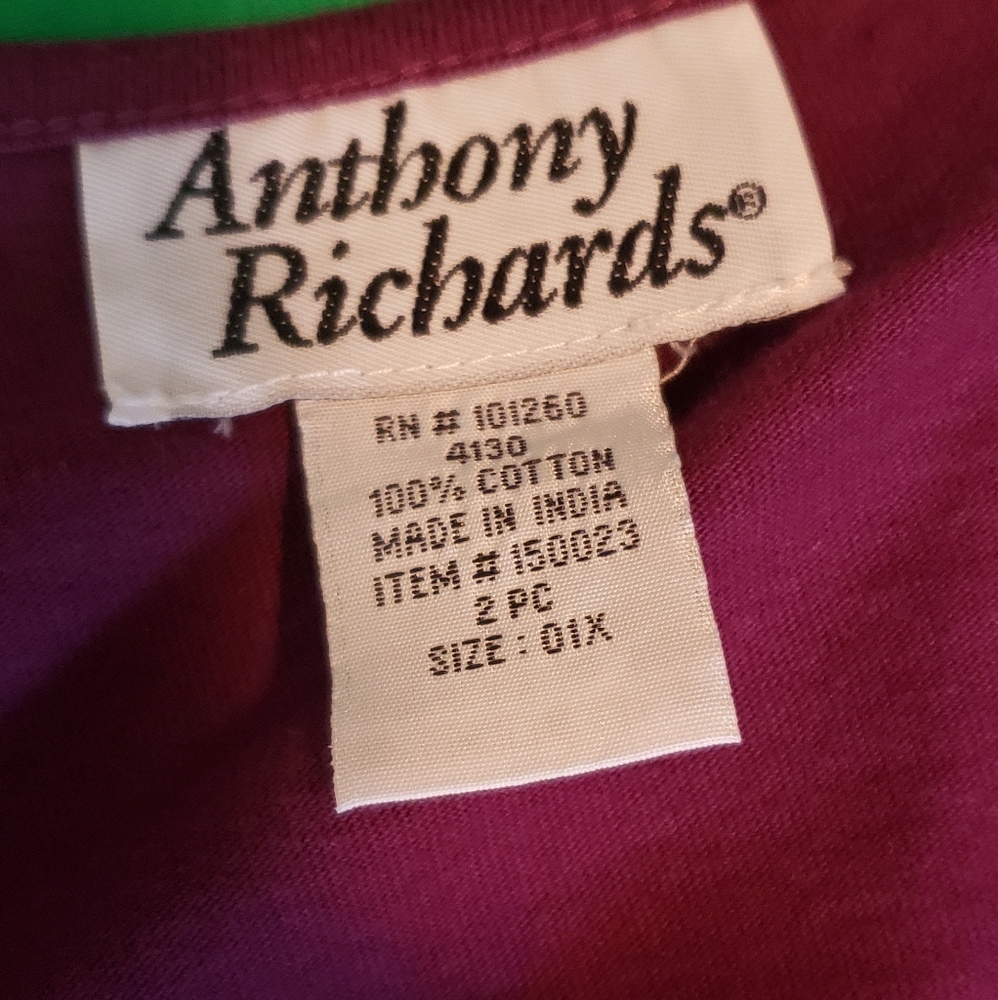 Anthony
Richards®
RN # 101260
4130
100% COTTON
MADE IN INDIA
ITEM # 150023
2 PC
SIZE : 01X